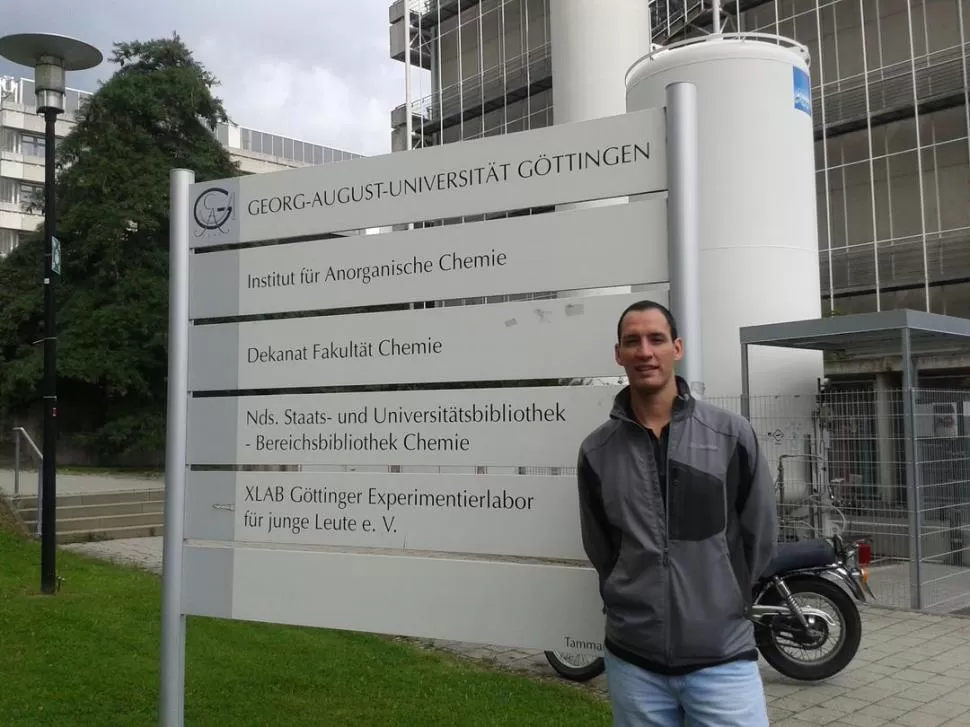 GEORG-AUGUST-UNIVERSITÄT GÖTTINGEN
Institut für Anorganische Chemie
Dekanat Fakultät Chemie
Nds. Staats- und Universitätsbibliothek
- Bereichsbibliothek Chemie
XLAB Göttinger Experimentierlabor
für junge Leute e. V.
Tamma